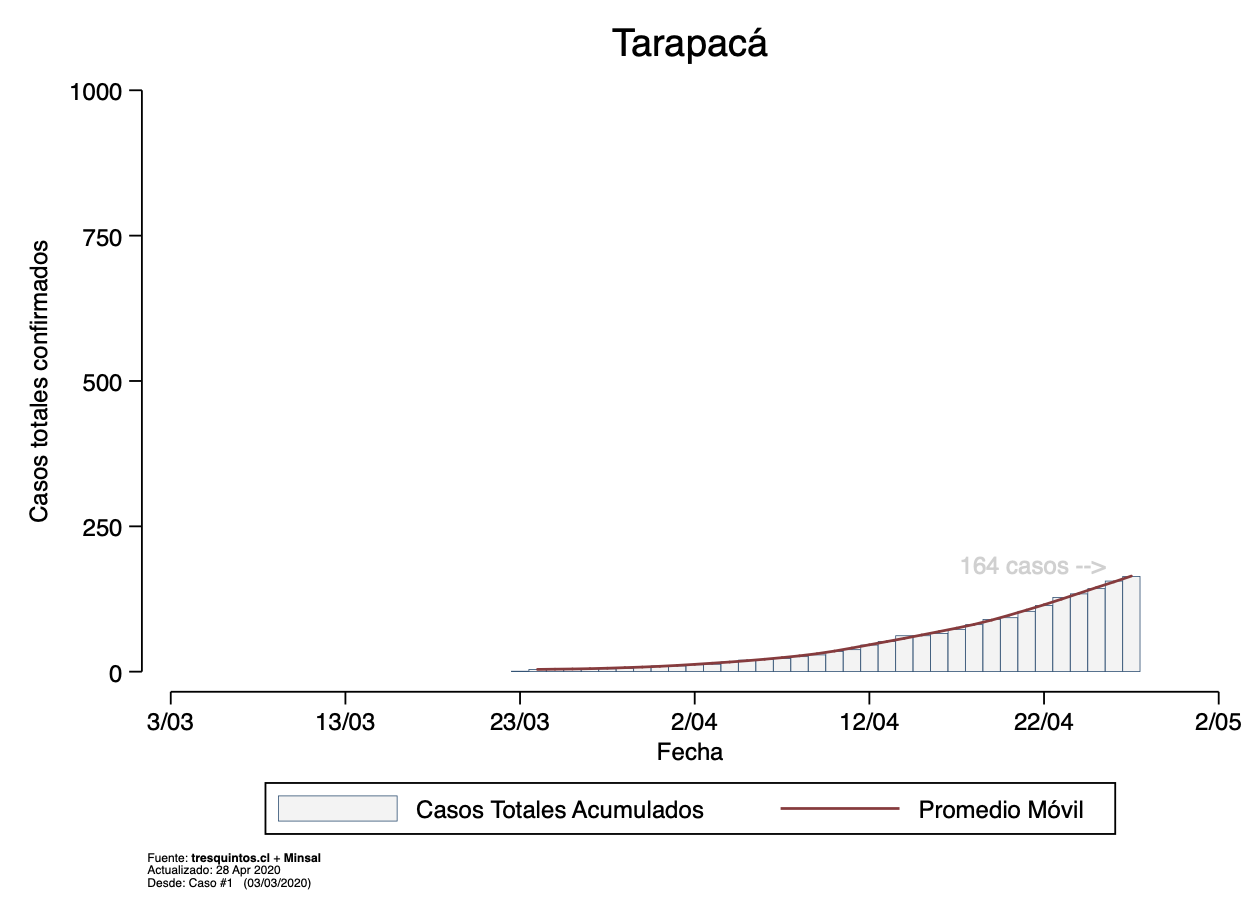 Tarapacá
1000
750
500
250
0
Casos totales confirmados
164 casos -->
3/03
13/03
23/03
2/04
12/04
22/04
2/05
Fecha
Casos Totales Acumulados
Promedio Móvil
Fuente: tresquintos.cl + Minsal
Actualizado: 28 Apr 2020
Desde: Caso #1 (03/03/2020)